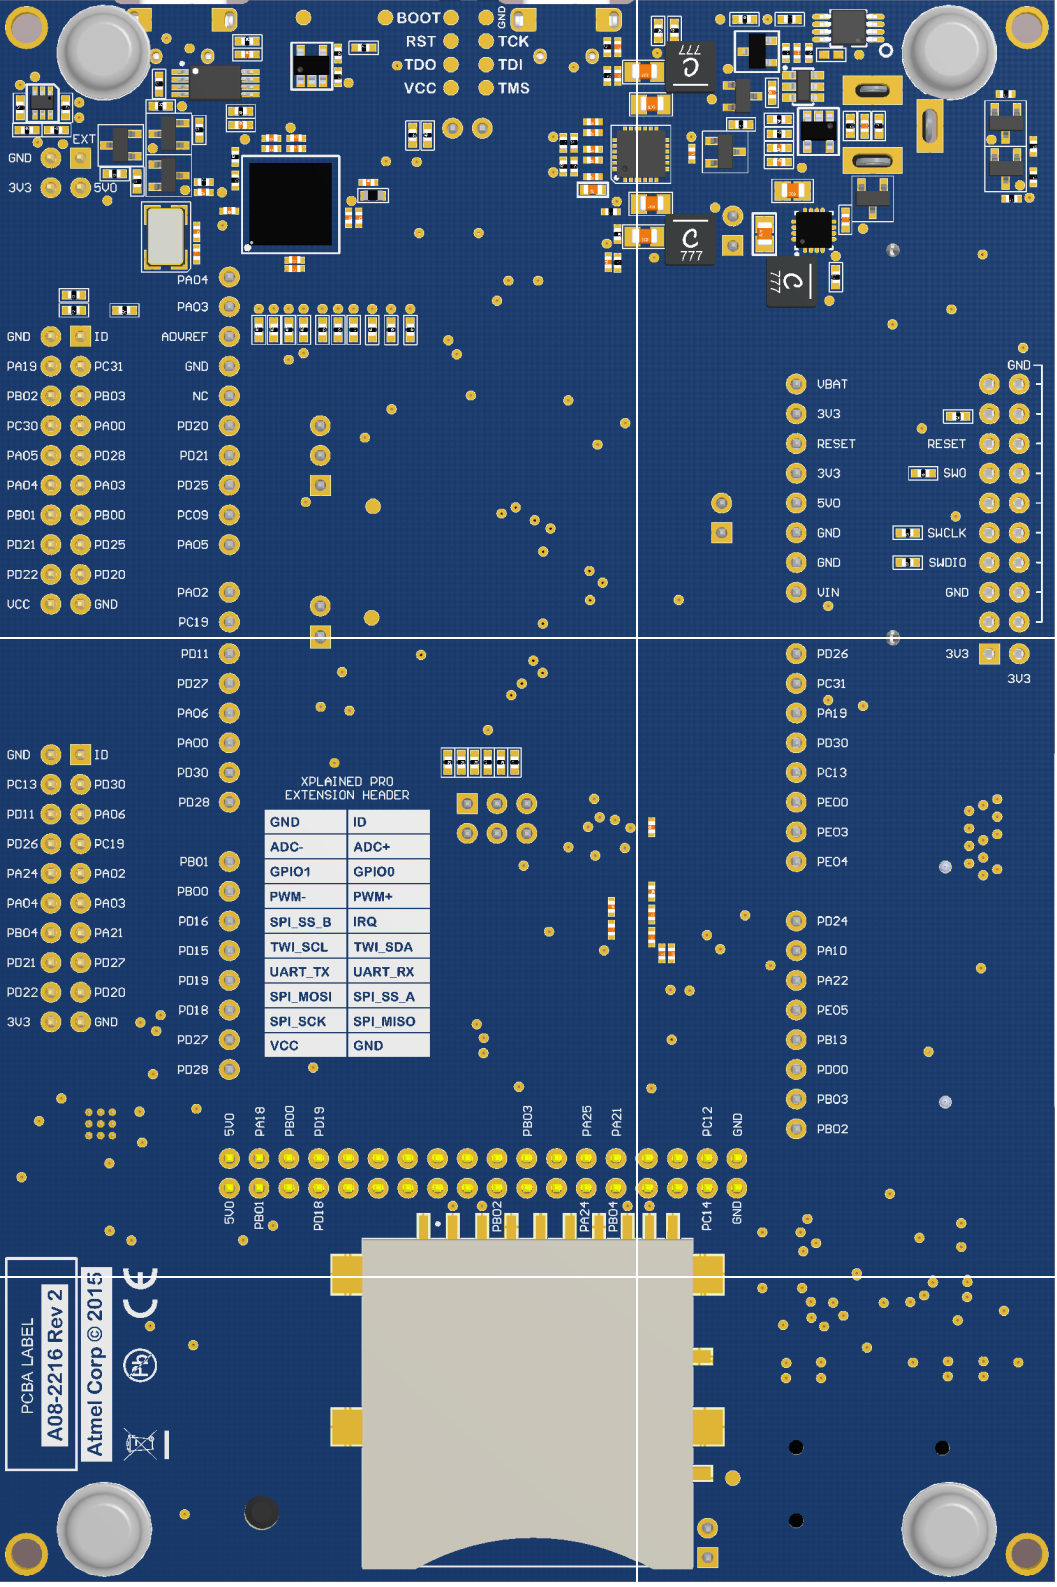 BOOT
GND
RST
TCK
TDO
TDI
VCC
TMS
EXT
GND
3V3
5V0
C
777
C
777
C
777
PA04
PA03
ADVREF
GND
NC
PD20
PD21
PD25
PC09
PA05
PA02
PC19
PD11
PD27
PA06
PA00
PD30
PD28
PB01
PB00
PD16
PD15
PD19
PD18
PD27
PD28
GND ID
PA19 PC31
PB02 PB03
PC30 PA00
PA05 PD28
PA04 PA03
PB01 PB00
PD21 PD25
PD22 PD20
VCC GND
VBAT
3V3
RESET
3V3
5V0
GND
GND
VIN
GND
RESET
SWO
SWCLK
SWDIO
GND
3V3
3V3
PD26
PC31
PA19
PD30
PC13
PE00
PE03
PE04
PD24
PA10
PA22
PE05
PB13
PD00
PB03
PB02
GND ID
PC13 PD30
PD11 PA06
PD26 PC19
PA24 PA02
PA04 PA03
PB04 PA21
PD21 PD27
PD22 PD20
3V3 GND
XPLAINED PRO
EXTENSION HEADER
GND ID
ADC- ADC+
GPIO1 GPIO0
PWM- PWM+
SPI_SS_B IRQ
TWI_SCL TWI_SDA
UART_TX UART_RX
SPI_MOSI SPI_SS_A
SPI_SCK SPI_MISO
VCC GND
5V0 PA18 PB00 PD19 PB03 PA25 PA21 PC12 GND
5V0 PB01 PD18 PB02 PA24 PB04 PC14 GND
PCBA LABEL
A08-2216 Rev 2
Atmel Corp © 2015
CE
Pb